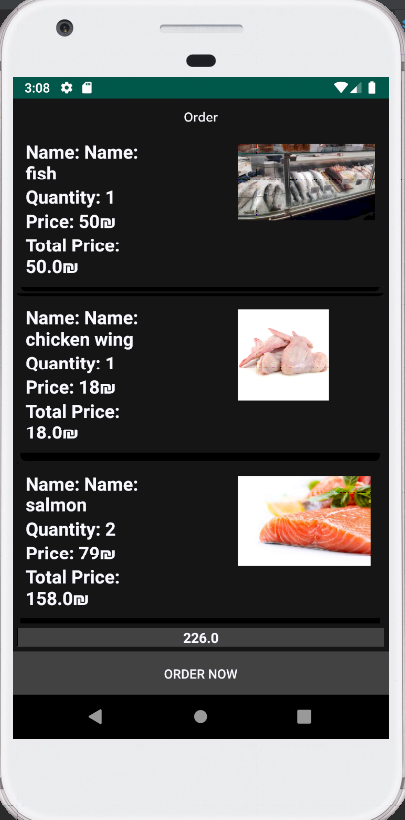 3:08
Order
Name: Name:
fish
Quantity: 1
Price: 50₪
Total Price:
50.0₪
Name: Name:
chicken wing
Quantity: 1
Price: 18₪
Total Price:
18.0₪
Name: Name:
salmon
Quantity: 2
Price: 79₪
Total Price:
158.0₪
226.0
ORDER NOW